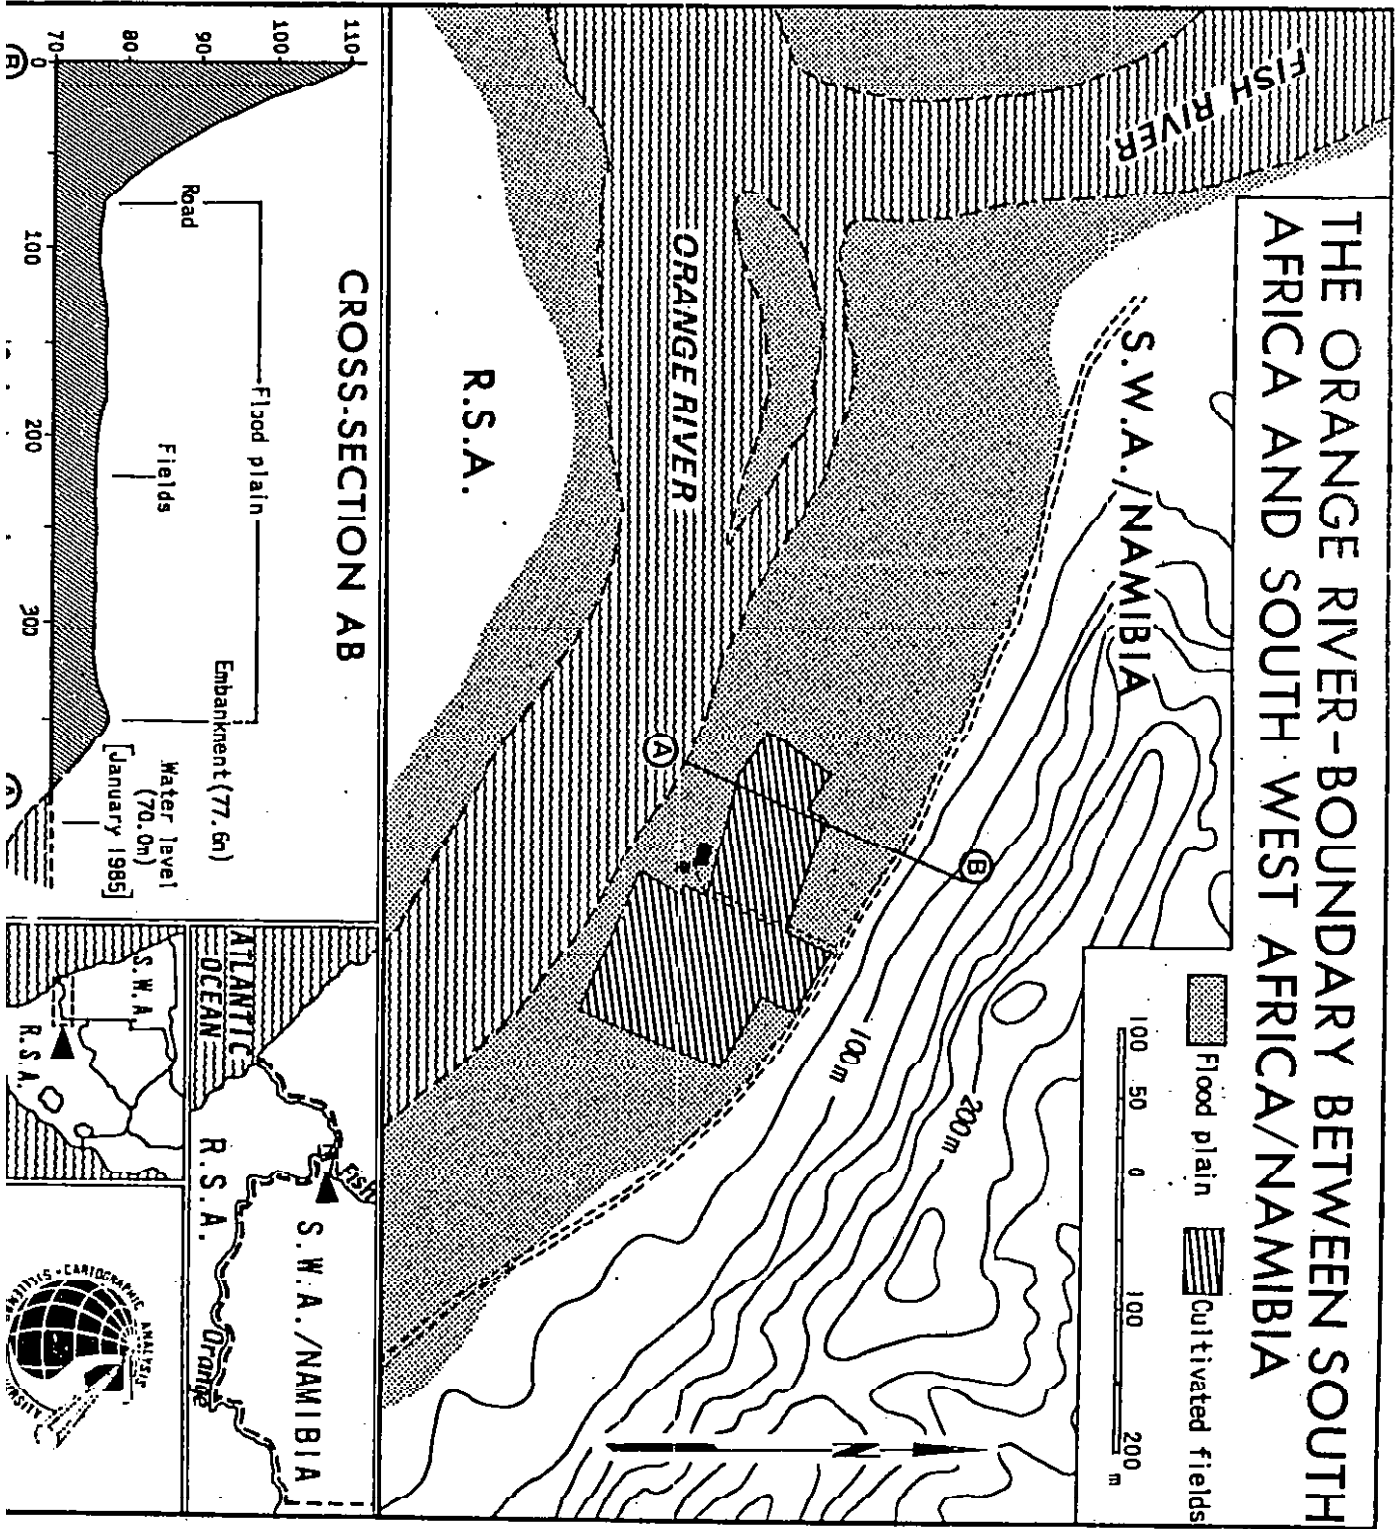 THE ORANGE RIVER-BOUNDARY BETWEEN SOUTH
AFRICA AND SOUTH WEST AFRICA/NAMIBIA
FISH RIVER
S.W.A./NAMIBIA
Flood plain
Cultivated fields
100 50 0 100 200
m
ORANGE RIVER
R.S.A.
A
B
100m
200m
N
CROSS-SECTION AB
110
100
90
80
70
Road
Flood plain
Fields
Embankment(77.6m)
Water level
(70.0m)
[January 1985]
0 100 200 300
B
A
ATLANTIC
OCEAN
Fish
S.W.A./NAMIBIA
R.S.A.
Orange
S.W.A
R.S.A.
CARTOGRAPHIC ANALYSIS